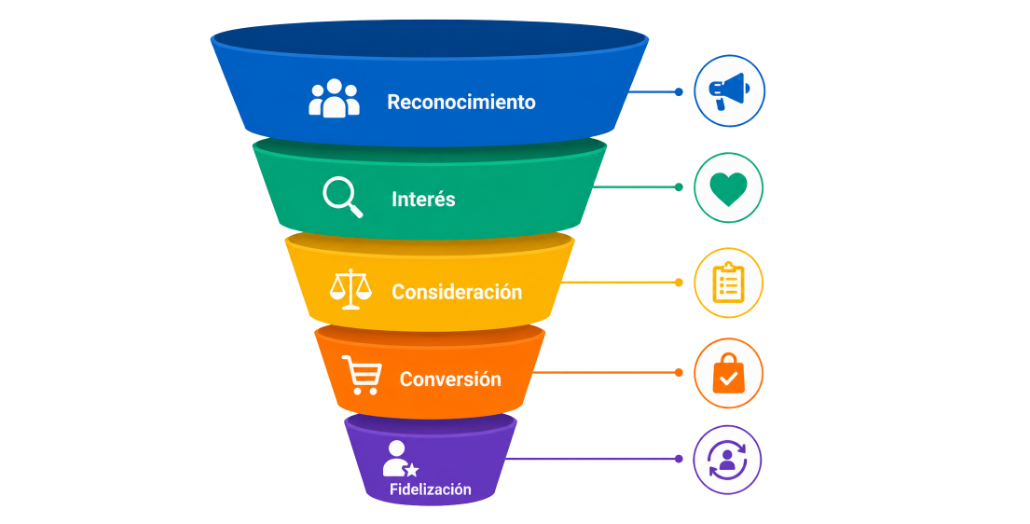 Reconocimiento
Interés
Consideración
Conversión
Fidelización